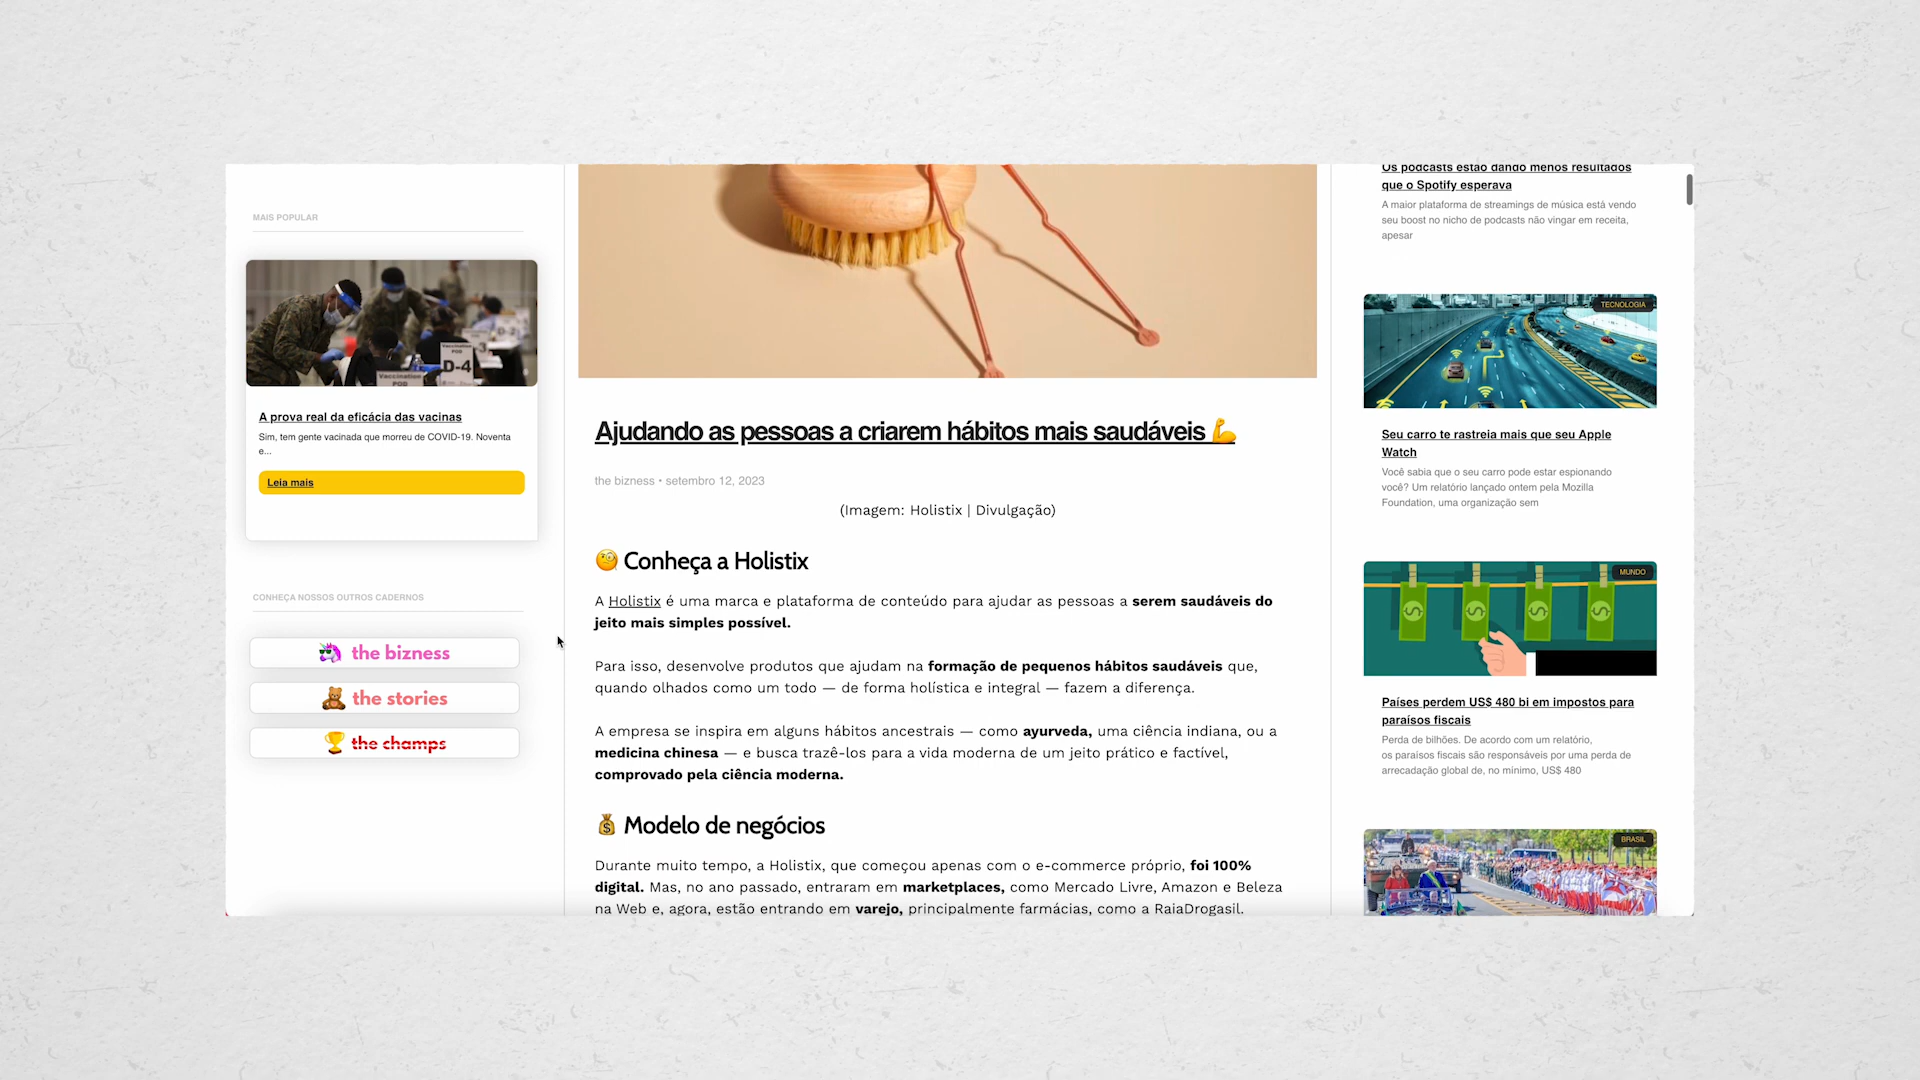 MAIS POPULAR
Vaccination
POD
D-4
Vaccination
POD
A prova real da eficácia das vacinas
Sim, tem gente vacinada que morreu de COVID-19. Noventa
e...
Leia mais
CONHEÇA NOSSOS OUTROS CADERNOS
the bizness
the stories
the champs
Ajudando as pessoas a criarem hábitos mais saudáveis 💪
the bizness • setembro 12, 2023
(Imagem: Holistix | Divulgação)
🧐 Conheça a Holistix
A Holistix é uma marca e plataforma de conteúdo para ajudar as pessoas a serem saudáveis do
jeito mais simples possível.
Para isso, desenvolve produtos que ajudam na formação de pequenos hábitos saudáveis que,
quando olhados como um todo — de forma holística e integral — fazem a diferença.
A empresa se inspira em alguns hábitos ancestrais — como ayurveda, uma ciência indiana, ou a
medicina chinesa — e busca trazê-los para a vida moderna de um jeito prático e factível,
comprovado pela ciência moderna.
💰 Modelo de negócios
Durante muito tempo, a Holistix, que começou apenas com o e-commerce próprio, foi 100%
digital. Mas, no ano passado, entraram em marketplaces, como Mercado Livre, Amazon e Beleza
na Web e, agora, estão entrando em varejo, principalmente farmácias, como a RaiaDrogasil.
Os podcasts estão dando menos resultados
que o Spotify esperava
A maior plataforma de streamings de música está vendo
seu boost no nicho de podcasts não vingar em receita,
apesar
TECNOLOGIA
Seu carro te rastreia mais que seu Apple
Watch
Você sabia que o seu carro pode estar espionando
você? Um relatório lançado ontem pela Mozilla
Foundation, uma organização sem
MUNDO
Países perdem US$ 480 bi em impostos para
paraísos fiscais
Perda de bilhões. De acordo com um relatório,
os paraísos fiscais são responsáveis por uma perda de
arrecadação global de, no mínimo, US$ 480
BRASIL